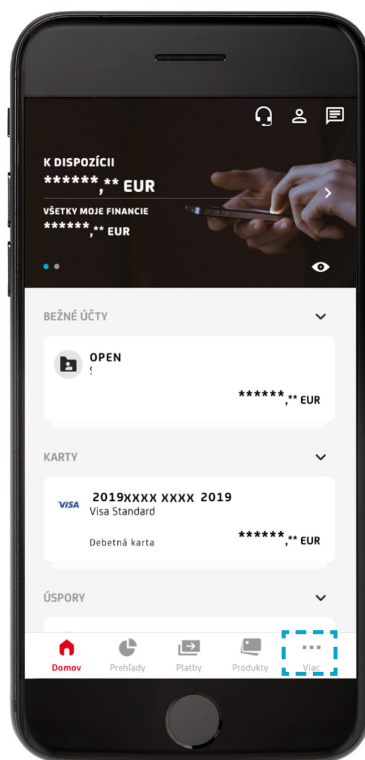 K DISPOZÍCII
******,** EUR
VŠETKY MOJE FINANCIE
******,** EUR
BEŽNÉ ÚČTY
OPEN
******,** EUR
KARTY
VISA
2019XXXX XXXX 2019
Visa Standard
Debetná karta
******,** EUR
ÚSPORY
Domov Prehľady Platby Produkty Viac